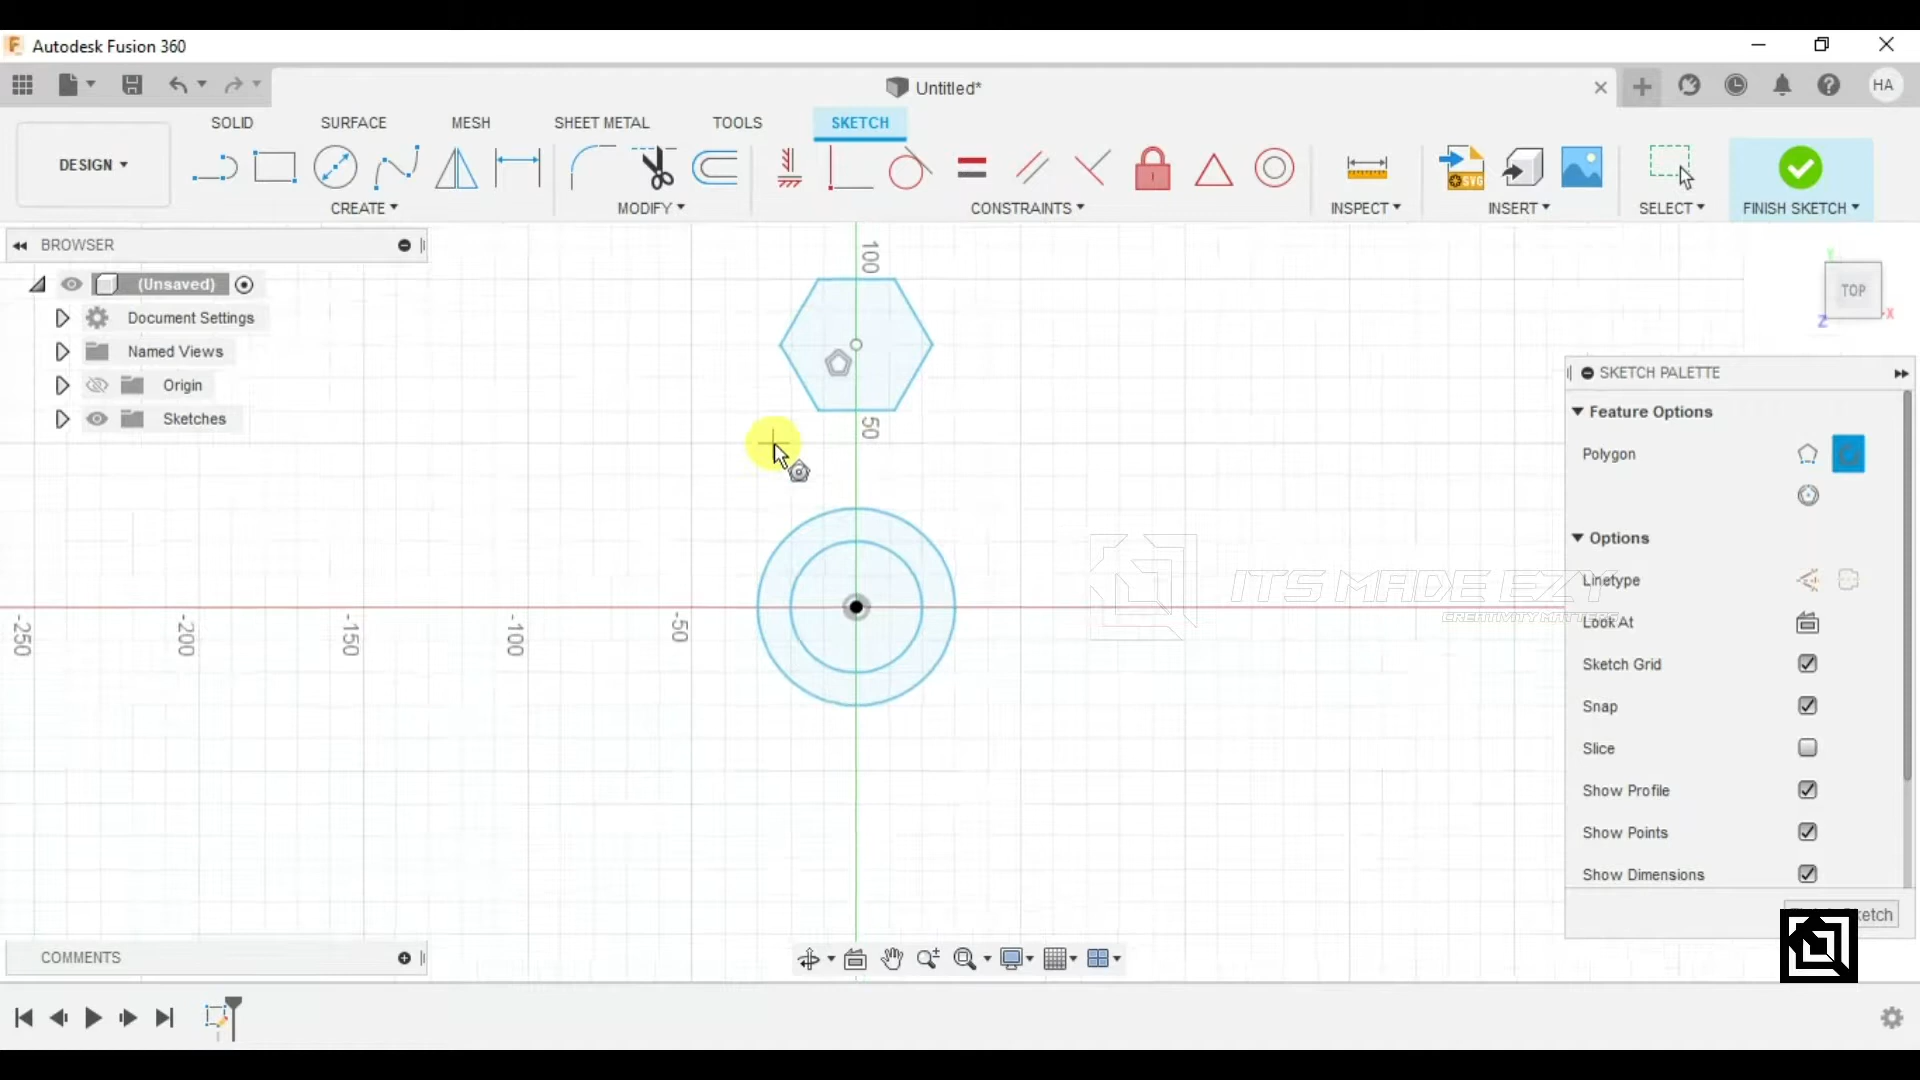 Autodesk Fusion 360
Untitled*
HA
SOLID
SURFACE
MESH
SHEET METAL
TOOLS
SKETCH
DESIGN
CREATE
MODIFY
CONSTRAINTS
INSPECT
SVG
INSERT
SELECT
FINISH SKETCH
BROWSER
(Unsaved)
Document Settings
Named Views
Origin
Sketches
100
50
-250
-200
-150
-100
-50
TOP
Y
X
Z
SKETCH PALETTE
Feature Options
Polygon
Options
Linetype
Look At
Sketch Grid
Snap
Slice
Show Profile
Show Points
Show Dimensions
ITS MADE EZY
CREATIVITY MATTERS
COMMENTS